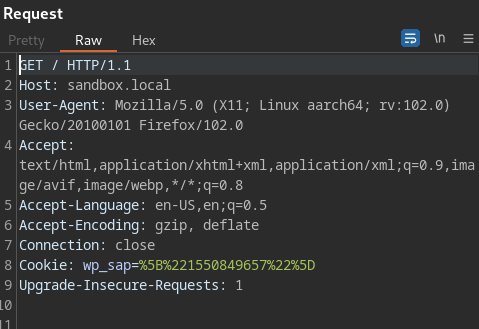 Request
Pretty Raw Hex \n
1 GET / HTTP/1.1
2 Host: sandbox.local
3 User-Agent: Mozilla/5.0 (X11; Linux aarch64; rv:102.0)
Gecko/20100101 Firefox/102.0
4 Accept:
text/html,application/xhtml+xml,application/xml;q=0.9,ima
ge/avif,image/webp,*/*;q=0.8
5 Accept-Language: en-US,en;q=0.5
6 Accept-Encoding: gzip, deflate
7 Connection: close
8 Cookie: wp_sap=%5B%221550849657%22%5D
9 Upgrade-Insecure-Requests: 1
10
11